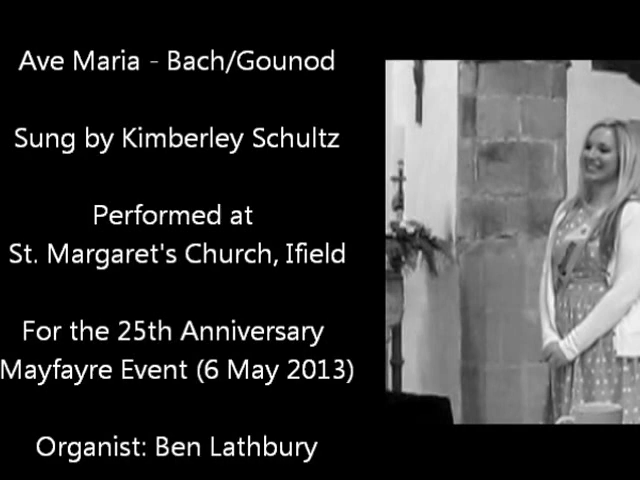 Ave Maria - Bach/Gounod
Sung by Kimberley Schultz
Performed at
St. Margaret's Church, Ifield
For the 25th Anniversary
Mayfayre Event (6 May 2013)
Organist: Ben Lathbury